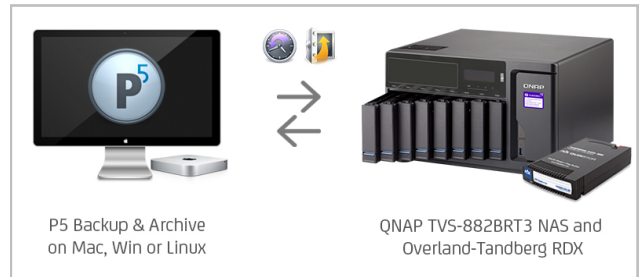 P5
QNAP
P5 Backup & Archive
on Mac, Win or Linux
QNAP TVS-882BRT3 NAS and
Overland-Tandberg RDX